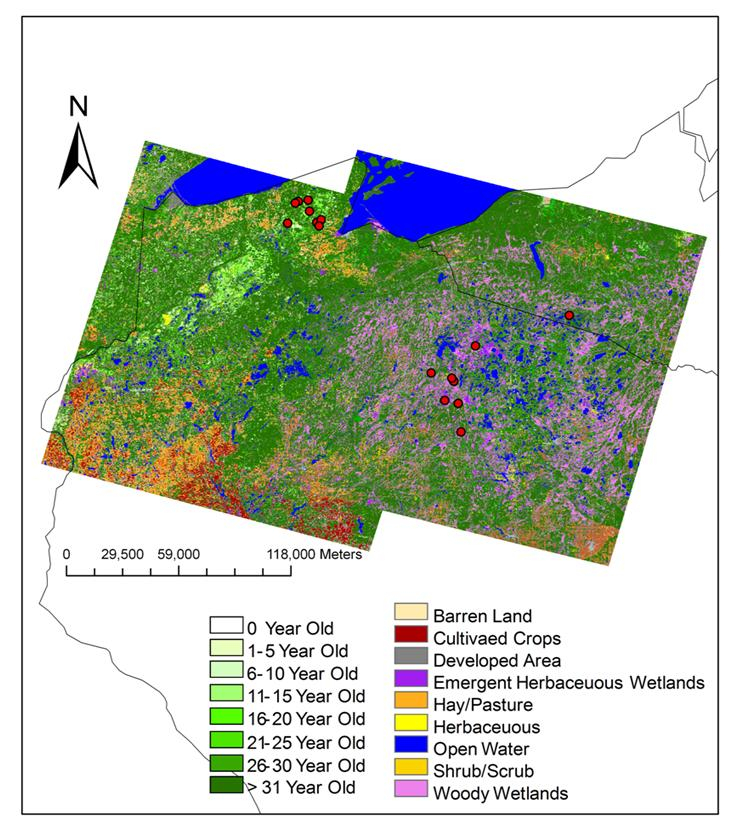 N
0 29,500 59,000 118,000 Meters
0 Year Old
1-5 Year Old
6-10 Year Old
11-15 Year Old
16-20 Year Old
21-25 Year Old
26-30 Year Old
> 31 Year Old
Barren Land
Cultivaed Crops
Developed Area
Emergent Herbaceuous Wetlands
Hay/Pasture
Herbaceuous
Open Water
Shrub/Scrub
Woody Wetlands